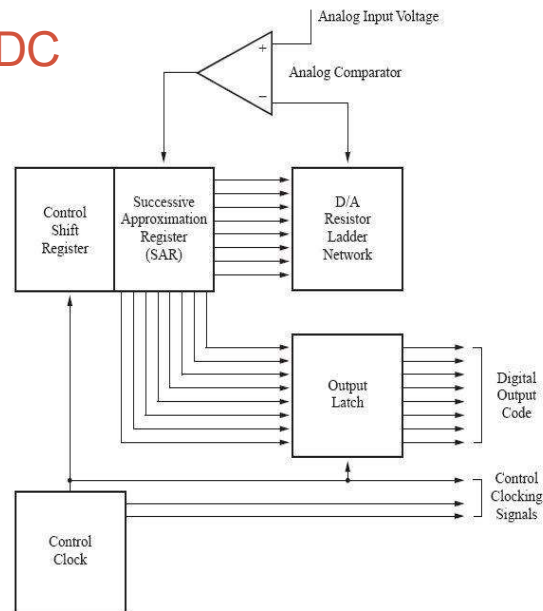 DC
Analog Input Voltage
+
Analog Comparator
−
Control
Shift
Register
Successive
Approximation
Register
(SAR)
D/A
Resistor
Ladder
Network
Output
Latch
Digital
Output
Code
Control
Clocking
Signals
Control
Clock